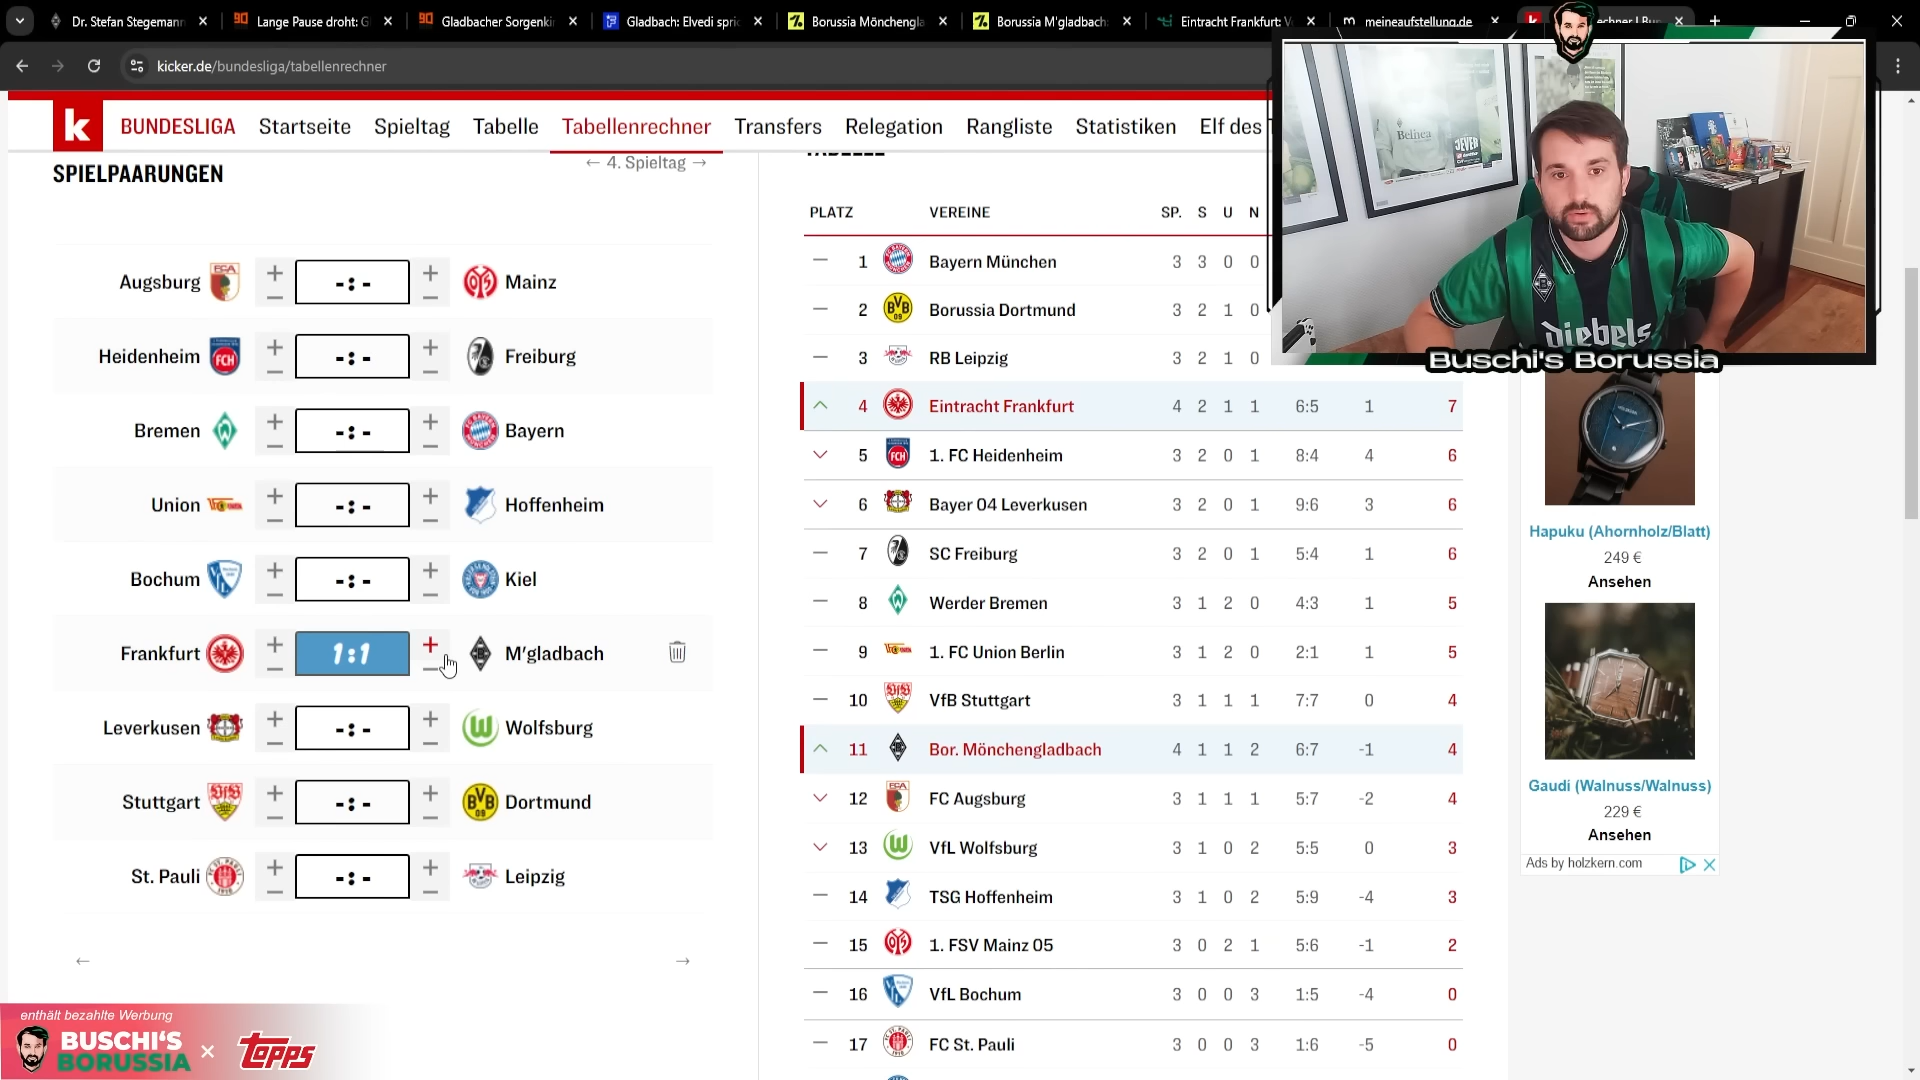 Dr. Stefan Stegemann
Lange Pause droht: G
Gladbacher Sorgenki
Gladbach: Elvedi spri
Borussia Mönchengla
Borussia M'gladbach:
Eintracht Frankfurt: V
meineaufstellung.de
kicker.de/bundesliga/tabellenrechner
k BUNDESLIGA Startseite Spieltag Tabelle Tabellenrechner Transfers Relegation Rangliste Statistiken Elf des T
SPIELPAARUNGEN
← 4. Spieltag →
Augsburg -:- Mainz
Heidenheim -:- Freiburg
Bremen -:- Bayern
Union -:- Hoffenheim
Bochum -:- Kiel
Frankfurt 1:1 M'gladbach
Leverkusen -:- Wolfsburg
Stuttgart -:- Dortmund
St. Pauli -:- Leipzig
← →
TABELLE
PLATZ VEREINE SP. S U N
1 Bayern München 3 3 0 0
2 Borussia Dortmund 3 2 1 0
3 RB Leipzig 3 2 1 0
4 Eintracht Frankfurt 4 2 1 1 6:5 1 7
5 1. FC Heidenheim 3 2 0 1 8:4 4 6
6 Bayer 04 Leverkusen 3 2 0 1 9:6 3 6
7 SC Freiburg 3 2 0 1 5:4 1 6
8 Werder Bremen 3 1 2 0 4:3 1 5
9 1. FC Union Berlin 3 1 2 0 2:1 1 5
10 VfB Stuttgart 3 1 1 1 7:7 0 4
11 Bor. Mönchengladbach 4 1 1 2 6:7 -1 4
12 FC Augsburg 3 1 1 1 5:7 -2 4
13 VfL Wolfsburg 3 1 0 2 5:5 0 3
14 TSG Hoffenheim 3 1 0 2 5:9 -4 3
15 1. FSV Mainz 05 3 0 2 1 5:6 -1 2
16 VfL Bochum 3 0 0 3 1:5 -4 0
17 FC St. Pauli 3 0 0 3 1:6 -5 0
Belinea
JEVER
diebels
Buschi's Borussia
Hapuku (Ahornholz/Blatt)
249 €
Ansehen
Gaudi (Walnuss/Walnuss)
229 €
Ansehen
Ads by holzkern.com
enthält bezahlte Werbung
BUSCHI'S
BORUSSIA
×
topps